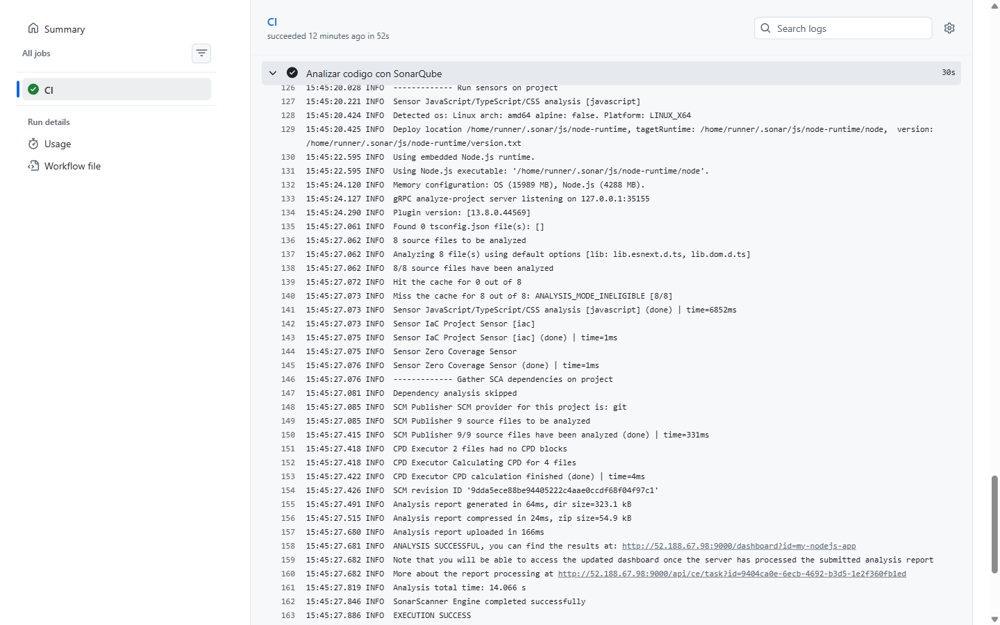 Summary
All jobs
CI
Run details
Usage
Workflow file
CI
succeeded 12 minutes ago in 52s
Search logs
Analizar codigo con SonarQube 30s
126 15:45:20.028 INFO ------------- Run sensors on project
127 15:45:20.221 INFO Sensor JavaScript/TypeScript/CSS analysis [javascript]
128 15:45:20.424 INFO Detected os: Linux arch: amd64 alpine: false. Platform: LINUX_X64
129 15:45:20.425 INFO Deploy location /home/runner/.sonar/js/node-runtime, tagetRuntime: /home/runner/.sonar/js/node-runtime/node, version:
/home/runner/.sonar/js/node-runtime/version.txt
130 15:45:22.595 INFO Using embedded Node.js runtime.
131 15:45:22.595 INFO Using Node.js executable: '/home/runner/.sonar/js/node-runtime/node'.
132 15:45:24.120 INFO Memory configuration: OS (15989 MB), Node.js (4288 MB).
133 15:45:24.127 INFO gRPC analyze-project server listening on 127.0.0.1:35155
134 15:45:24.290 INFO Plugin version: [13.8.0.44569]
135 15:45:27.061 INFO Found 0 tsconfig.json file(s): []
136 15:45:27.062 INFO 8 source files to be analyzed
137 15:45:27.062 INFO Analyzing 8 file(s) using default options [lib: lib.esnext.d.ts, lib.dom.d.ts]
138 15:45:27.062 INFO 8/8 source files have been analyzed
139 15:45:27.072 INFO Hit the cache for 0 out of 8
140 15:45:27.073 INFO Miss the cache for 8 out of 8: ANALYSIS_MODE_INELIGIBLE [8/8]
141 15:45:27.073 INFO Sensor JavaScript/TypeScript/CSS analysis [javascript] (done) | time=6852ms
142 15:45:27.073 INFO Sensor IaC Project Sensor [iac]
143 15:45:27.075 INFO Sensor IaC Project Sensor [iac] (done) | time=1ms
144 15:45:27.075 INFO Sensor Zero Coverage Sensor
145 15:45:27.076 INFO Sensor Zero Coverage Sensor (done) | time=1ms
146 15:45:27.076 INFO ------------- Gather SCA dependencies on project
147 15:45:27.081 INFO Dependency analysis skipped
148 15:45:27.085 INFO SCM Publisher SCM provider for this project is: git
149 15:45:27.085 INFO SCM Publisher 9 source files to be analyzed
150 15:45:27.415 INFO SCM Publisher 9/9 source files have been analyzed (done) | time=331ms
151 15:45:27.418 INFO CPD Executor 2 files had no CPD blocks
152 15:45:27.418 INFO CPD Executor Calculating CPD for 4 files
153 15:45:27.422 INFO CPD Executor CPD calculation finished (done) | time=4ms
154 15:45:27.426 INFO SCM revision ID '9dda5ece88be94405222c4aae0ccdf68f04f97c1'
155 15:45:27.491 INFO Analysis report generated in 64ms, dir size=323.1 kB
156 15:45:27.515 INFO Analysis report compressed in 24ms, zip size=54.9 kB
157 15:45:27.680 INFO Analysis report uploaded in 166ms
158 15:45:27.681 INFO ANALYSIS SUCCESSFUL, you can find the results at: http://52.188.67.98:9000/dashboard?id=my-nodejs-app
159 15:45:27.682 INFO Note that you will be able to access the updated dashboard once the server has processed the submitted analysis report
160 15:45:27.682 INFO More about the report processing at http://52.188.67.98:9000/api/ce/task?id=9404ca0e-6ecb-4692-b3d5-1e2f360fb1ed
161 15:45:27.819 INFO Analysis total time: 14.066 s
162 15:45:27.846 INFO SonarScanner Engine completed successfully
163 15:45:27.886 INFO EXECUTION SUCCESS